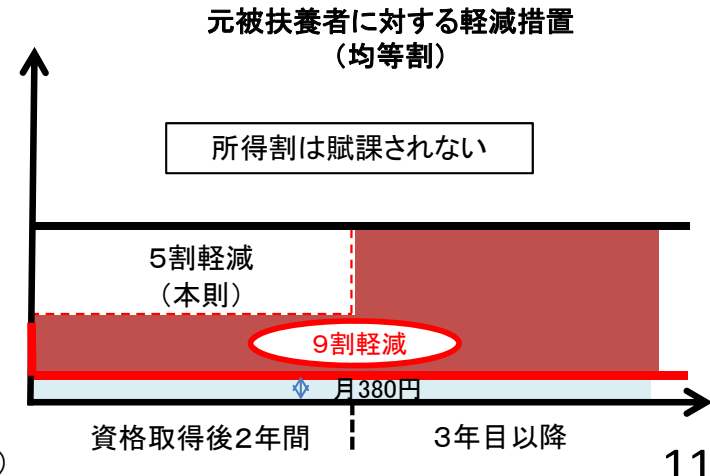 元被扶養者に対する軽減措置
（均等割）
所得割は賦課されない
５割軽減
（本則）
９割軽減
月380円
資格取得後２年間
３年目以降
）
11